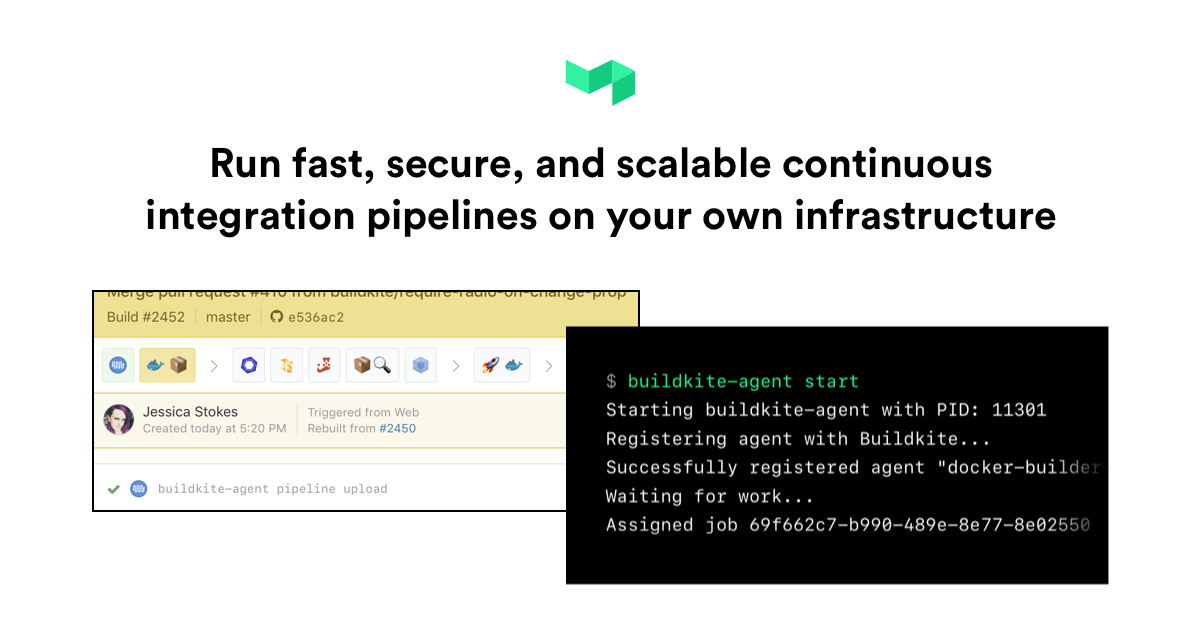 Run fast, secure, and scalable continuous
integration pipelines on your own infrastructure
Merge pull request #410 from buildkite/require-radio-on-change-prop
Build #2452 master e536ac2
Jessica Stokes
Created today at 5:20 PM
Triggered from Web
Rebuilt from #2450
buildkite-agent pipeline upload
$ buildkite-agent start
Starting buildkite-agent with PID: 11301
Registering agent with Buildkite...
Successfully registered agent "docker-builder-
Waiting for work...
Assigned job 69f662c7-b990-489e-8e77-8e02550